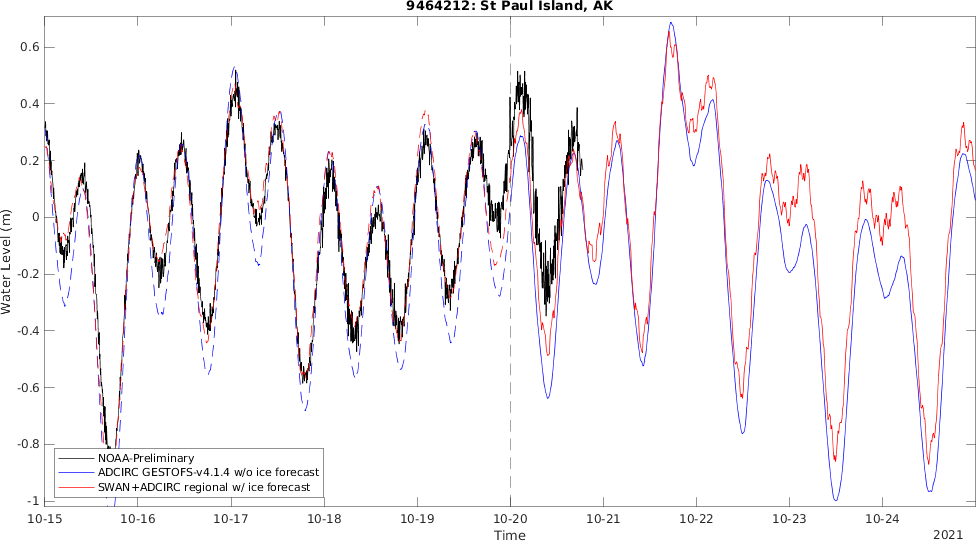 9464212: St Paul Island, AK
0.6
0.4
0.2
0
-0.2
-0.4
-0.6
-0.8
-1
Water Level (m)
NOAA-Preliminary
ADCIRC GESTOFS-v4.1.4 w/o ice forecast
SWAN+ADCIRC regional w/ ice forecast
10-15 10-16 10-17 10-18 10-19 10-20 10-21 10-22 10-23 10-24
Time
2021